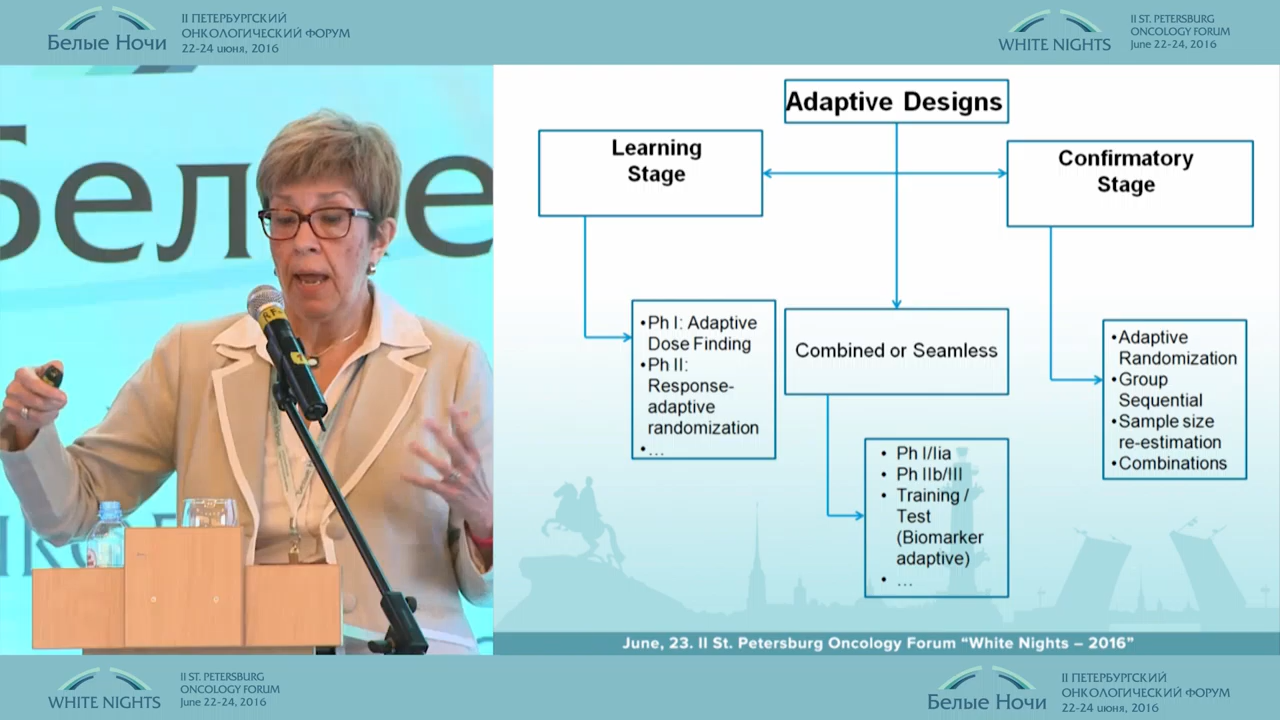 II ПЕТЕРБУРГСКИЙ
ОНКОЛОГИЧЕСКИЙ ФОРУМ
Белые Ночи
22-24 июня, 2016
II ST. PETERSBURG
ONCOLOGY FORUM
WHITE NIGHTS
June 22-24, 2016
Бел е
Adaptive Designs
Learning
Stage
Confirmatory
Stage
•Ph I: Adaptive
Dose Finding
•Ph II:
Response-
adaptive
randomization
•...
Combined or Seamless
•Adaptive
Randomization
•Group
Sequential
•Sample size
re-estimation
•Combinations
• Ph I/Iia
• Ph IIb/III
• Training /
Test
(Biomarker
adaptive)
• ...
June, 23. II St. Petersburg Oncology Forum “White Nights – 2016”
WHITE NIGHTS
II ST. PETERSBURG
ONCOLOGY FORUM
June 22-24, 2016
Белые Ночи
II ПЕТЕРБУРГСКИЙ
ОНКОЛОГИЧЕСКИЙ ФОРУМ
22-24 июня, 2016